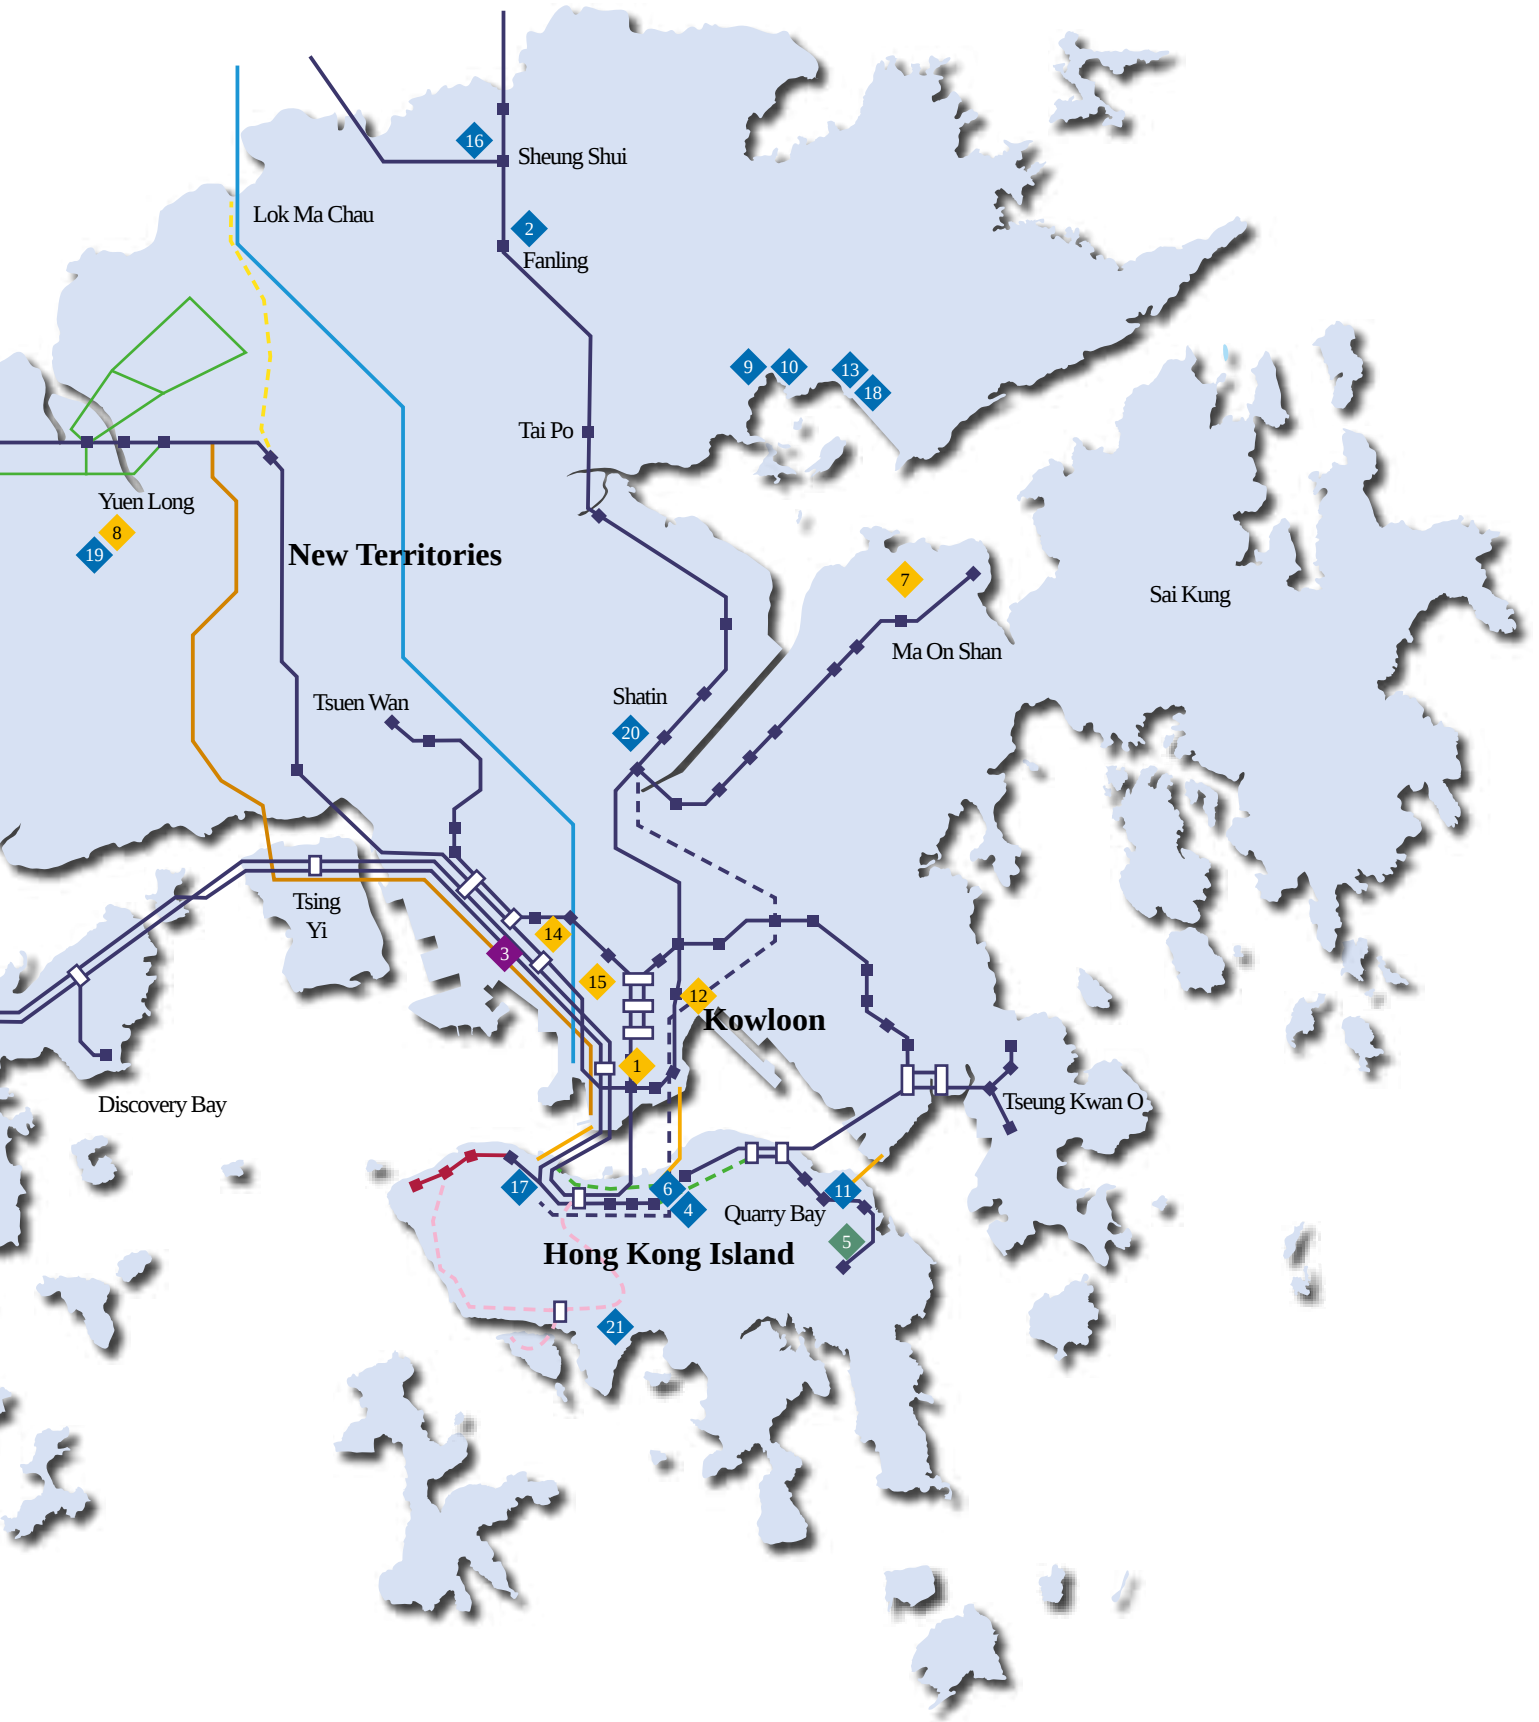 16
Sheung Shui
Lok Ma Chau
2
Fanling
9
10
13
18
Tai Po
Yuen Long
8
19
New Territories
7
Sai Kung
Ma On Shan
Tsuen Wan
Shatin
20
Tsing
Yi
14
3
15
12
Kowloon
1
Discovery Bay
Tseung Kwan O
17
6
11
4
Quarry Bay
5
Hong Kong Island
21